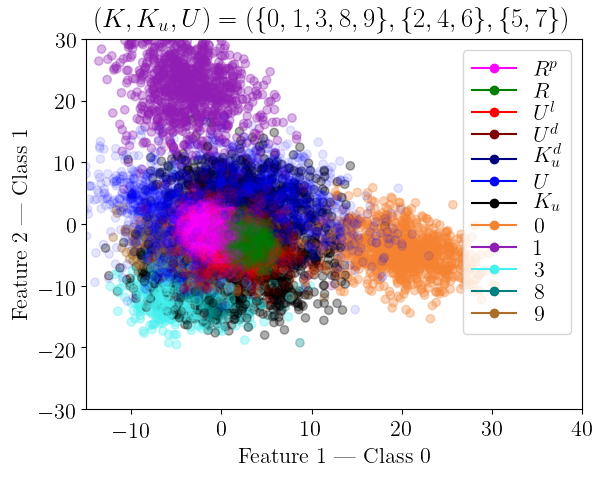 (K, K_u, U) = ({0, 1, 3, 8, 9}, {2, 4, 6}, {5, 7})
30
20
10
0
−10
−20
−30
−10
0
10
20
30
40
Feature 2 — Class 1
Feature 1 — Class 0
R^p
R
U^l
U^d
K_u^d
U
K_u
0
1
3
8
9